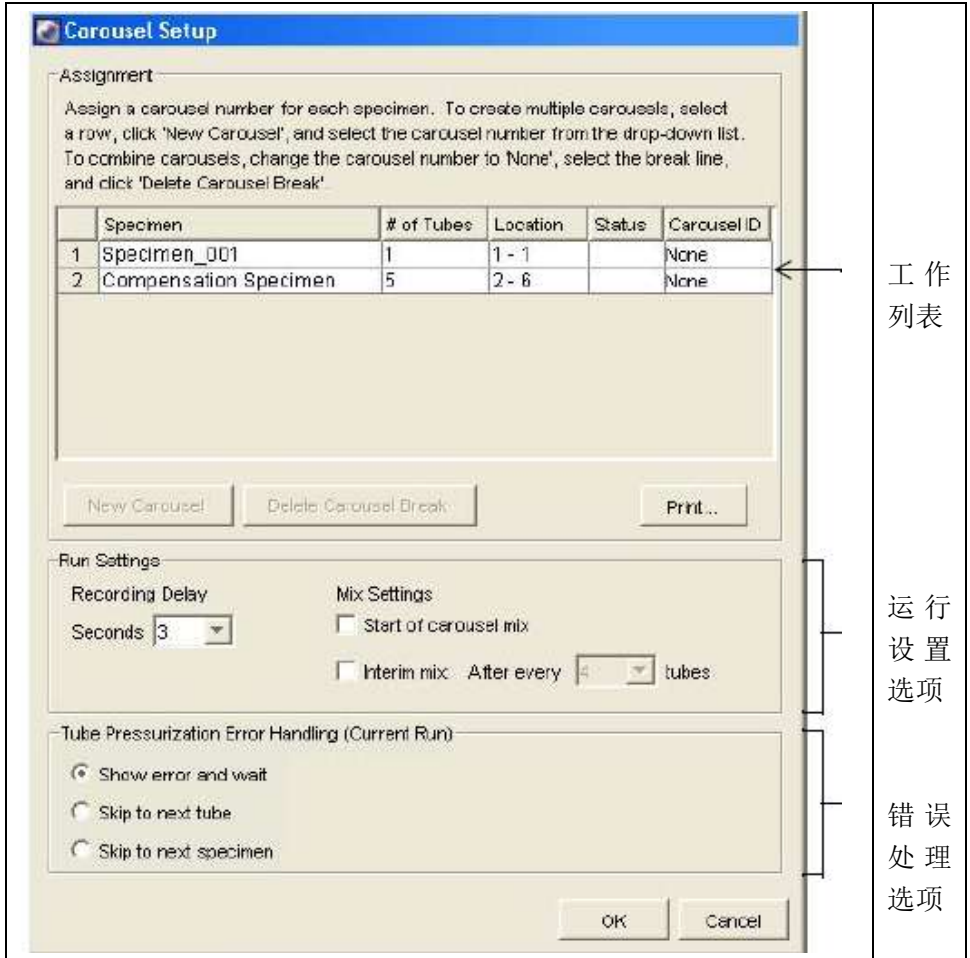 Carousel Setup
Assignment
Assign a carousel number for each specimen. To create multiple carousels, select
a row, click 'New Carousel', and select the carousel number from the drop-down list.
To combine carousels, change the carousel number to 'None', select the break line,
and click 'Delete Carousel Break'.
Specimen # of Tubes Location Status Carousel ID
1 Specimen_001 1 1 - 1 None
2 Compensation Specimen 5 2 - 6 None
工作
列表
New Carousel Delete Carousel Break Print...
Run Settings
Recording Delay Mix Settings
Seconds 3 Start of carousel mix
Interim mix After every 4 tubes
运行
设置
选项
Tube Pressurization Error Handling (Current Run)
Show error and wait
Skip to next tube
Skip to next specimen
错误
处理
选项
OK Cancel